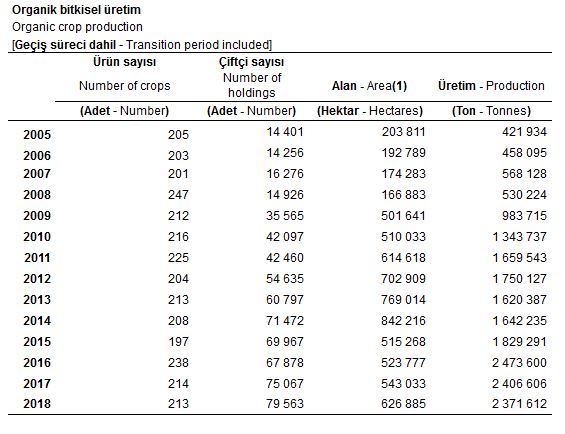 Organik bitkisel üretim
Organic crop production
[Geçiş süreci dahil - Transition period included]
Ürün sayısı Çiftçi sayısı
Number of crops Number of holdings Alan - Area(1) Üretim - Production
(Adet - Number) (Adet - Number) (Hektar - Hectares) (Ton - Tonnes)
2005 205 14 401 203 811 421 934
2006 203 14 256 192 789 458 095
2007 201 16 276 174 283 568 128
2008 247 14 926 166 883 530 224
2009 212 35 565 501 641 983 715
2010 216 42 097 510 033 1 343 737
2011 225 42 460 614 618 1 659 543
2012 204 54 635 702 909 1 750 127
2013 213 60 797 769 014 1 620 387
2014 208 71 472 842 216 1 642 235
2015 197 69 967 515 268 1 829 291
2016 238 67 878 523 777 2 473 600
2017 214 75 067 543 033 2 406 606
2018 213 79 563 626 885 2 371 612